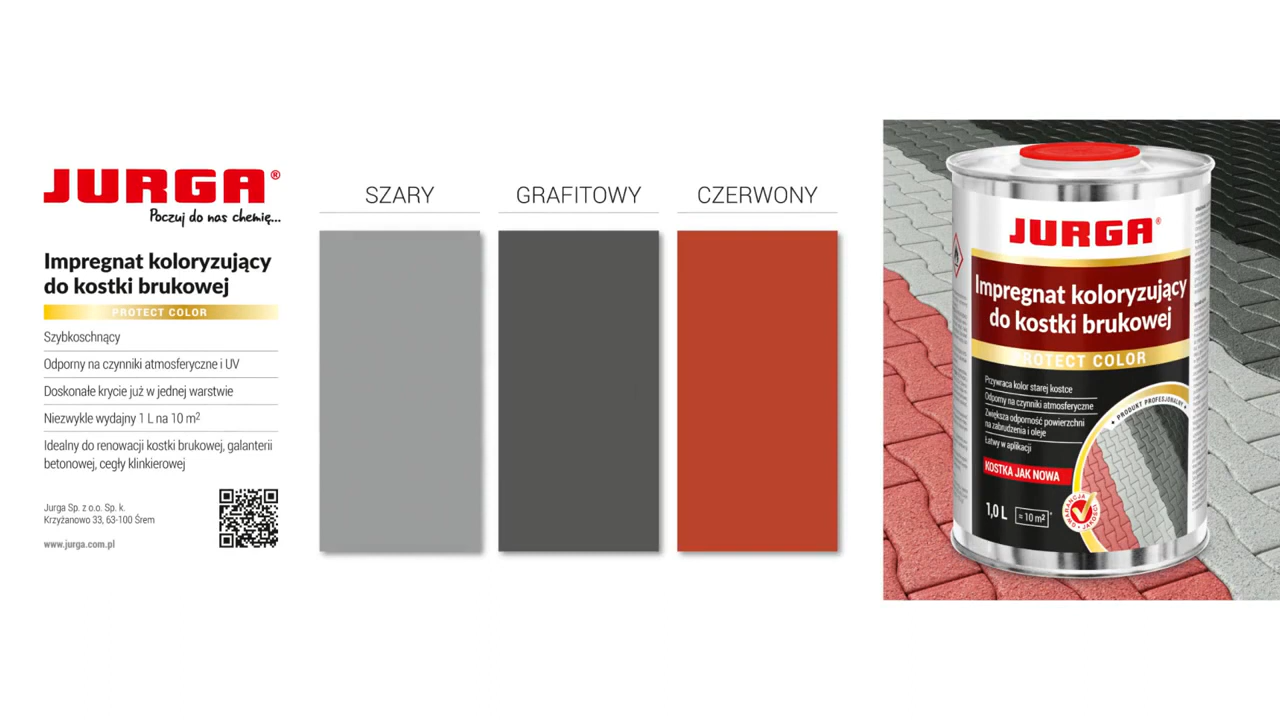 JURGA®
Poczuj do nas chemię...
Impregnat koloryzujący
do kostki brukowej
PROTECT COLOR
Szybkoschnący
Odporny na czynniki atmosferyczne i UV
Doskonałe krycie już w jednej warstwie
Niezwykle wydajny 1 L na 10 m²
Idealny do renowacji kostki brukowej, galanterii
betonowej, cegły klinkierowej
Jurga Sp. z o.o. Sp. k.
Krzyżanowo 33, 63-100 Śrem
www.jurga.com.pl
SZARY
GRAFITOWY
CZERWONY
JURGA®
Impregnat koloryzujący
do kostki brukowej
PROTECT COLOR
Przywraca kolor starej kostce
Odporny na czynniki atmosferyczne
Zwiększa odporność powierzchni
na zabrudzenia i oleje
Łatwy w aplikacji
• PRODUKT PROFESJONALNY •
KOSTKA JAK NOWA
1,0 L
≈ 10 m²*
GWARANCJA
JAKOŚCI